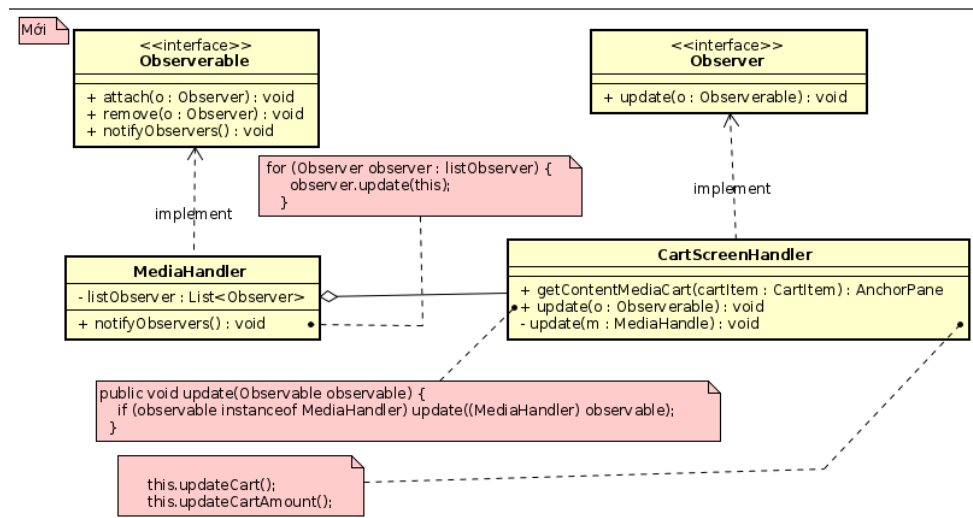 Mới
<<interface>>
Observerable
+ attach(o : Observer) : void
+ remove(o : Observer) : void
+ notifyObservers() : void
<<interface>>
Observer
+ update(o : Observerable) : void
for (Observer observer : listObserver) {
observer.update(this);
}
implement
implement
MediaHandler
- listObserver : List<Observer>
+ notifyObservers() : void
CartScreenHandler
+ getContentMediaCart(cartItem : CartItem) : AnchorPane
+ update(o : Observerable) : void
- update(m : MediaHandle) : void
public void update(Observable observable) {
if (observable instanceof MediaHandler) update((MediaHandler) observable);
}
this.updateCart();
this.updateCartAmount();